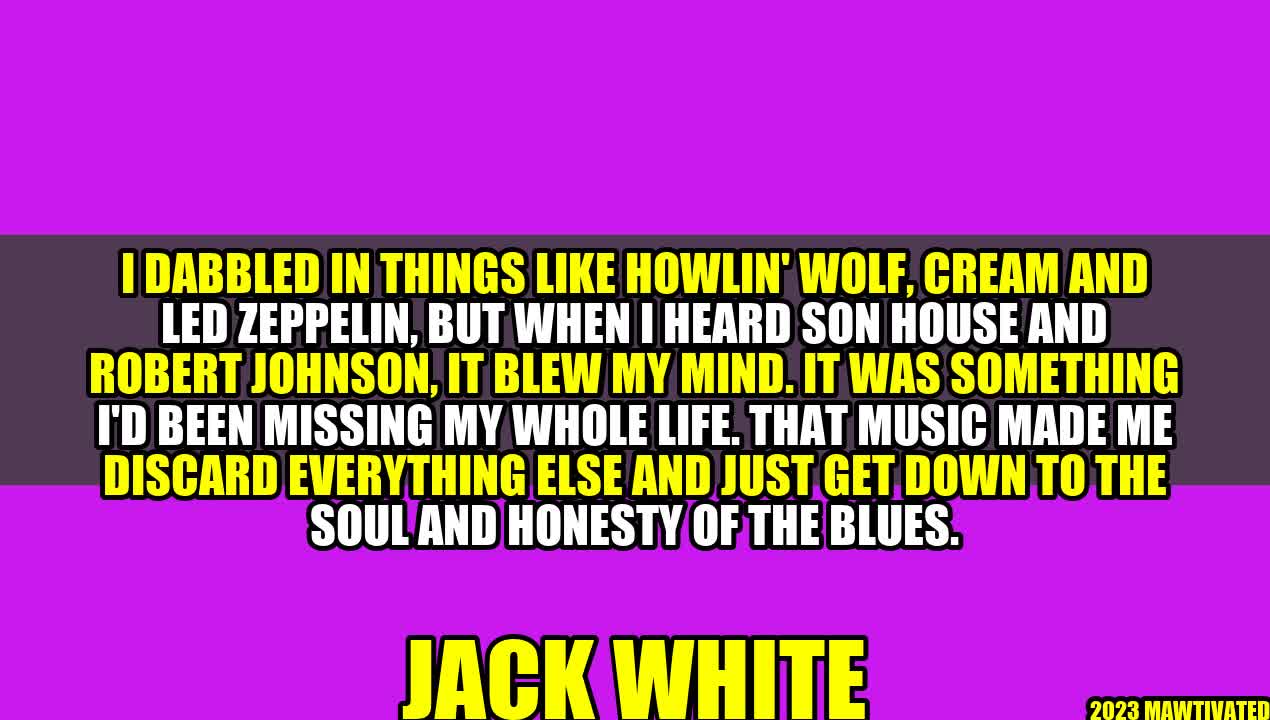 I DABBLED IN THINGS LIKE HOWLIN' WOLF, CREAM AND
LED ZEPPELIN, BUT WHEN I HEARD SON HOUSE AND
ROBERT JOHNSON, IT BLEW MY MIND. IT WAS SOMETHING
I'D BEEN MISSING MY WHOLE LIFE. THAT MUSIC MADE ME
DISCARD EVERYTHING ELSE AND JUST GET DOWN TO THE
SOUL AND HONESTY OF THE BLUES.
JACK WHITE
2023 MAWTIVATED